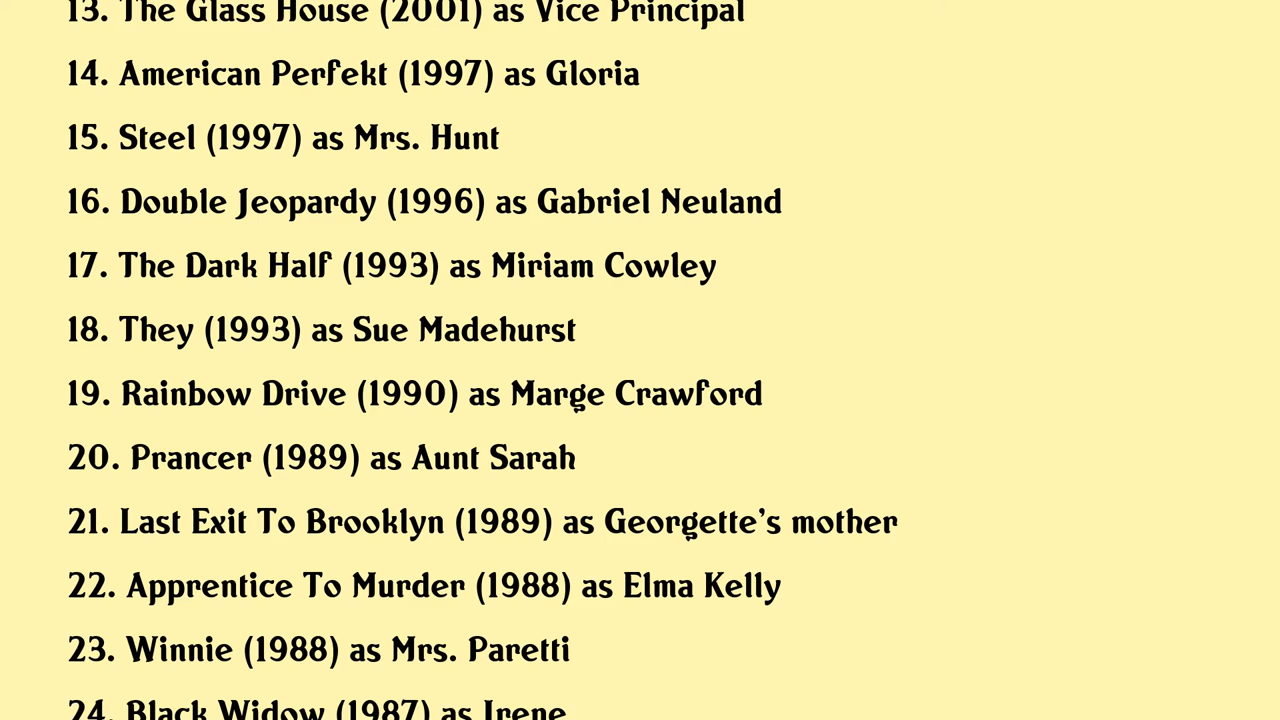 13. The Glass House (2001) as Vice Principal
14. American Perfekt (1997) as Gloria
15. Steel (1997) as Mrs. Hunt
16. Double Jeopardy (1996) as Gabriel Neuland
17. The Dark Half (1993) as Miriam Cowley
18. They (1993) as Sue Madehurst
19. Rainbow Drive (1990) as Marge Crawford
20. Prancer (1989) as Aunt Sarah
21. Last Exit To Brooklyn (1989) as Georgette's mother
22. Apprentice To Murder (1988) as Elma Kelly
23. Winnie (1988) as Mrs. Paretti
24. Black Widow (1987) as Irene